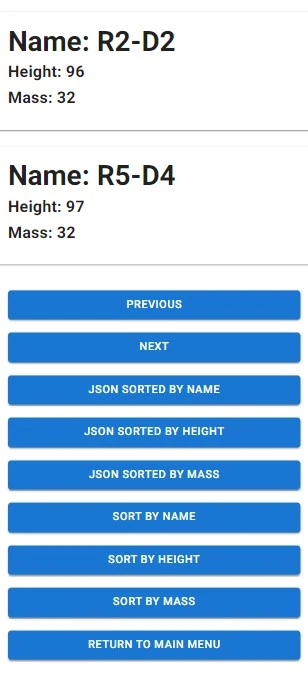 Name: R2-D2
Height: 96
Mass: 32
Name: R5-D4
Height: 97
Mass: 32
PREVIOUS
NEXT
JSON SORTED BY NAME
JSON SORTED BY HEIGHT
JSON SORTED BY MASS
SORT BY NAME
SORT BY HEIGHT
SORT BY MASS
RETURN TO MAIN MENU